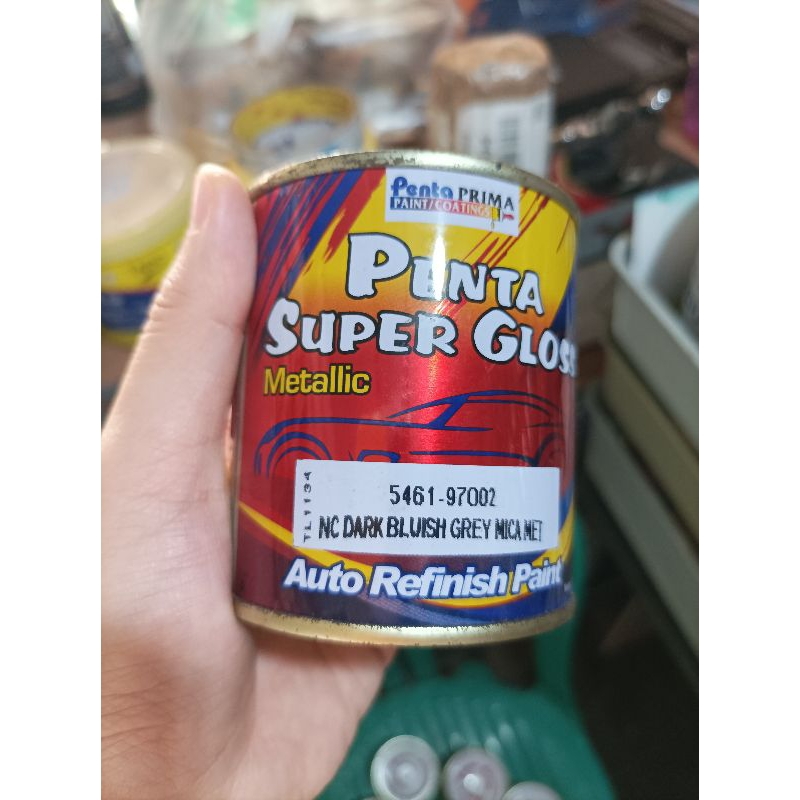 Penta PRIMA
PAINT/COATINGS
PENTA
SUPER GLOSS
Metallic
TL1134
5461-97002
NC DARK BLUISH GREY MICA MET
Auto Refinish Paint